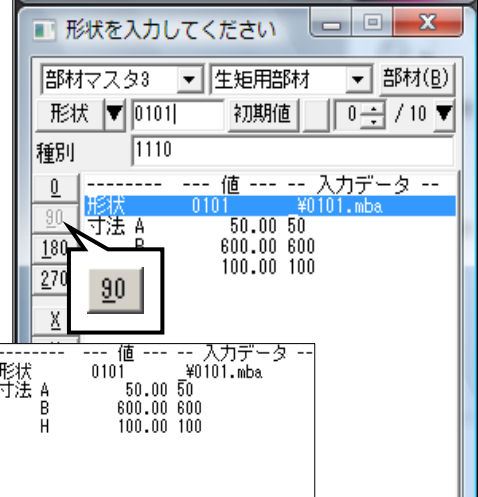 形状を入力してください
部材マスタ3 生矩用部材 部材(B)
形状 0101 初期値 0 / 10
種別 1110
0 -------- --- 値 --- -- 入力データ --
90 形状 0101 _¥0101.mba
寸法 A 50.00 50
180 B 600.00 600
270 100.00 100
90
X
-------- --- 値 --- -- 入力データ --
形状 0101 _¥0101.mba
寸法 A 50.00 50
B 600.00 600
H 100.00 100